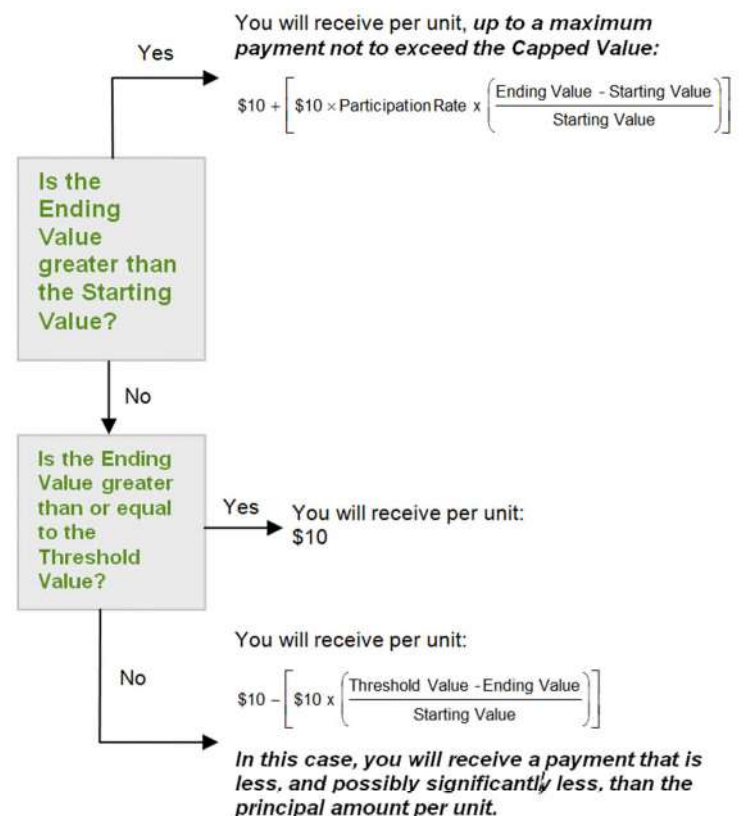 You will receive per unit, up to a maximum
payment not to exceed the Capped Value:
Yes
$10 + [ $10 × Participation Rate x ( Ending Value - Starting Value / Starting Value ) ]
Is the
Ending
Value
greater than
the Starting
Value?
No
Is the Ending
Value greater
than or equal
to the
Threshold
Value?
Yes
You will receive per unit:
$10
You will receive per unit:
No
$10 – [ $10 x ( Threshold Value - Ending Value / Starting Value ) ]
In this case, you will receive a payment that is
less, and possibly significantly less, than the
principal amount per unit.